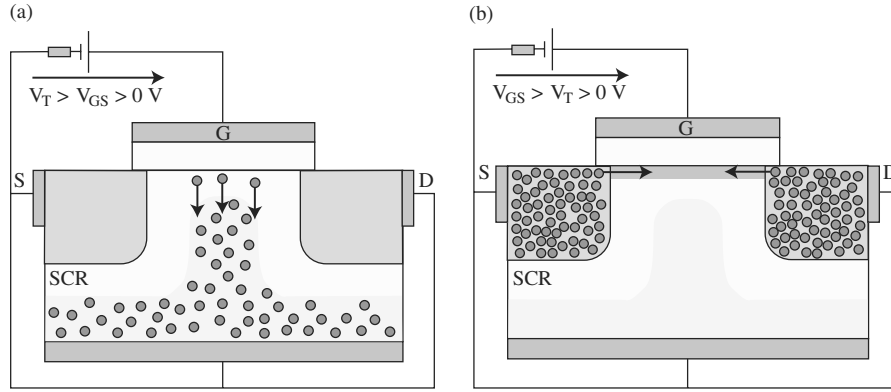 (a)
V_T > V_GS > 0 V
G
S
D
SCR
(b)
V_GS > V_T > 0 V
G
S
D
SCR